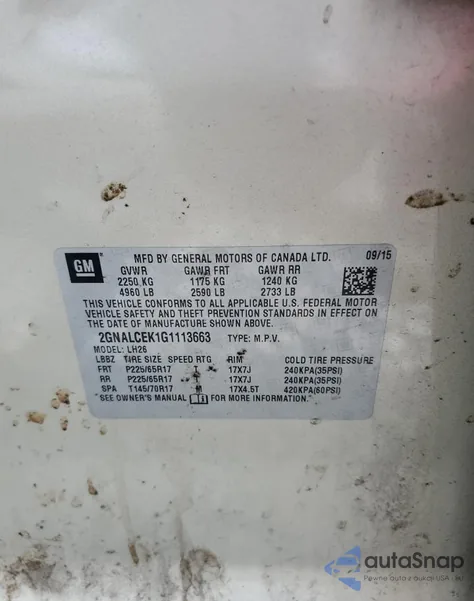 GM
MFD BY GENERAL MOTORS OF CANADA LTD. 09/15
GVWR GAWR FRT GAWR RR
2250 KG 1175 KG 1240 KG
4960 LB 2590 LB 2733 LB
THIS VEHICLE CONFORMS TO ALL APPLICABLE U.S. FEDERAL MOTOR
VEHICLE SAFETY AND THEFT PREVENTION STANDARDS IN EFFECT ON
THE DATE OF MANUFACTURE SHOWN ABOVE.
2GNALCEK1G1113663 TYPE: M.P.V.
MODEL: LH26
LBBZ TIRE SIZE SPEED RTG RIM COLD TIRE PRESSURE
FRT P225/65R17 T 17X7J 240KPA(35PSI)
RR P225/65R17 17X7J 240KPA(35PSI)
SPA T145/70R17 M 17X4.5T 420KPA(60PSI)
SEE OWNER'S MANUAL FOR MORE INFORMATION.
autoSnap
Pewne auto z aukcji USA